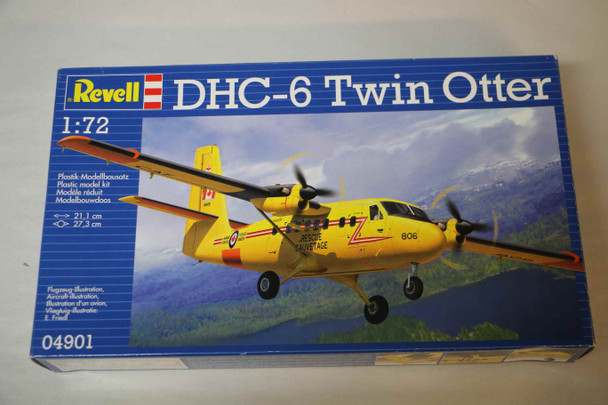 Revell
DHC-6 Twin Otter
1:72
Plastik-Modellbausatz
Plastic model kit
Modèle réduit
Modelbouwdoos
21,1 cm
27,3 cm
RESCUE
SAUVETAGE
806
Flugzeug-Illustration,
Aircraft-illustration,
Illustration d'un avion,
Vliegtuig-illustratie:
E. Friedl
04901